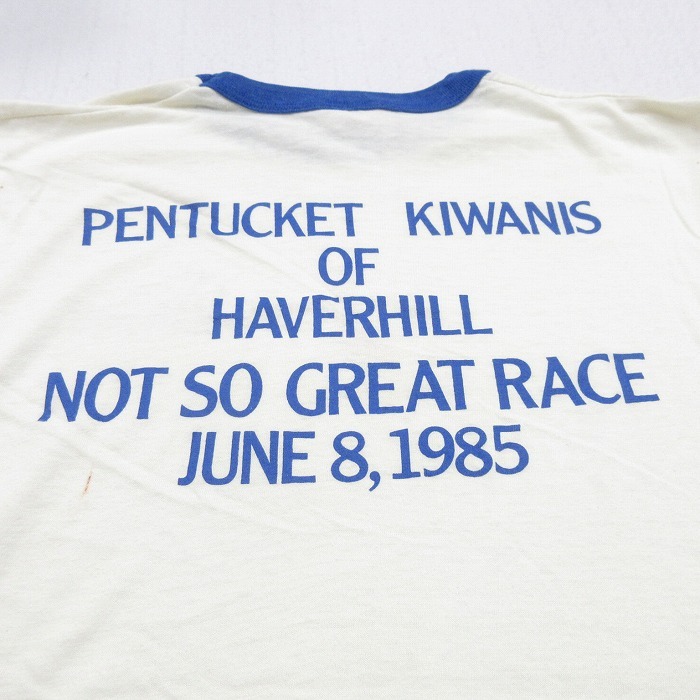 PENTUCKET KIWANIS
OF
HAVERHILL
NOT SO GREAT RACE
JUNE 8, 1985